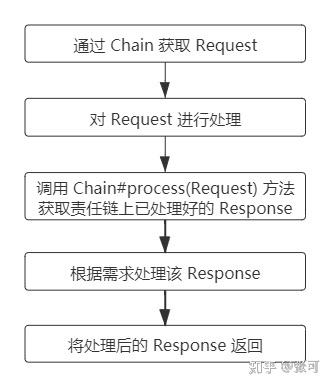 通过 Chain 获取 Request
对 Request 进行处理
调用 Chain#process(Request) 方法
获取责任链上已处理好的 Response
根据需求处理该 Response
将处理后的 Response 返回
知乎 @张可